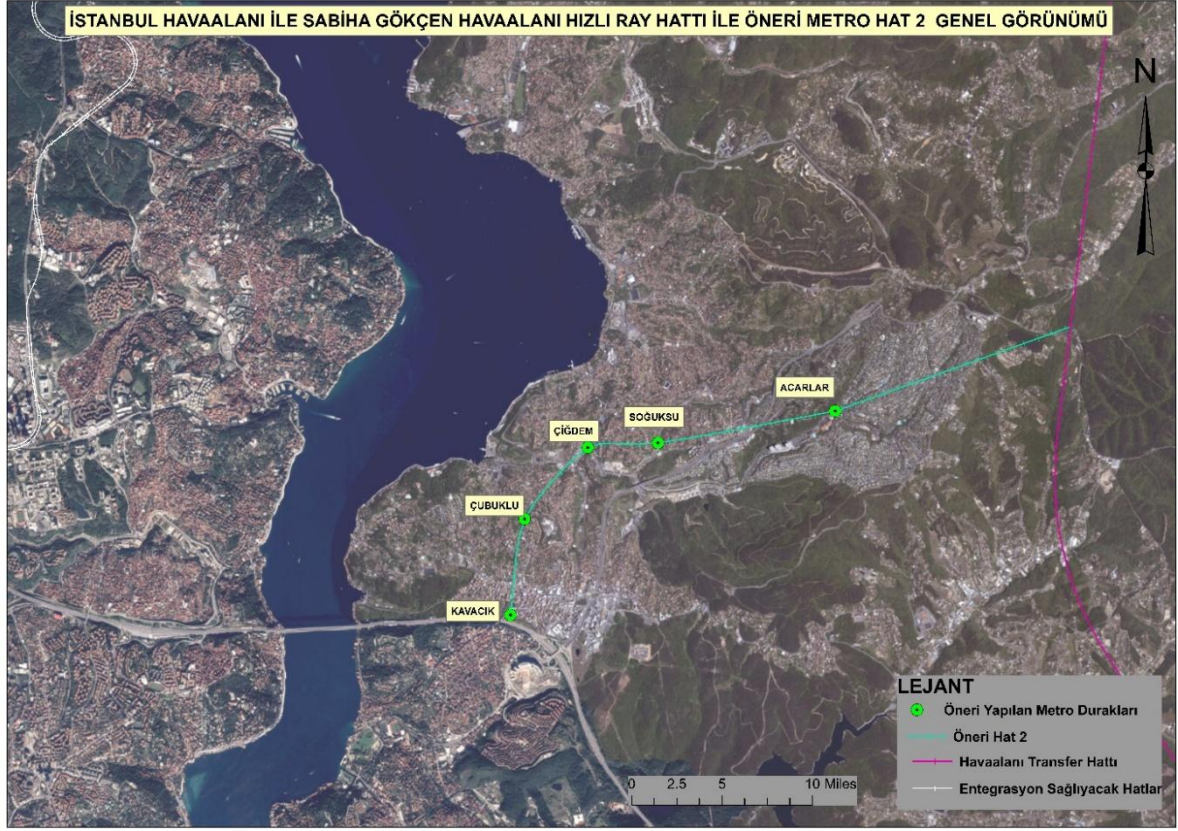 İSTANBUL HAVAALANI İLE SABİHA GÖKÇEN HAVAALANI HIZLI RAY HATTI İLE ÖNERİ METRO HAT 2 GENEL GÖRÜNÜMÜ
N
ACARLAR
SOĞUKSU
ÇİĞDEM
ÇUBUKLU
KAVACIK
LEJANT
Öneri Yapılan Metro Durakları
Öneri Hat 2
Havaalanı Transfer Hattı
Entegrasyon Sağlıyacak Hatlar
0 2.5 5 10 Miles